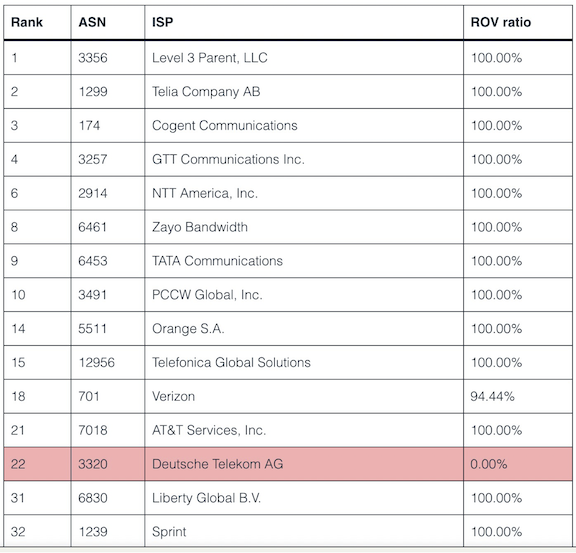 Rank ASN ISP ROV ratio
1 3356 Level 3 Parent, LLC 100.00%
2 1299 Telia Company AB 100.00%
3 174 Cogent Communications 100.00%
4 3257 GTT Communications Inc. 100.00%
6 2914 NTT America, Inc. 100.00%
8 6461 Zayo Bandwidth 100.00%
9 6453 TATA Communications 100.00%
10 3491 PCCW Global, Inc. 100.00%
14 5511 Orange S.A. 100.00%
15 12956 Telefonica Global Solutions 100.00%
18 701 Verizon 94.44%
21 7018 AT&T Services, Inc. 100.00%
22 3320 Deutsche Telekom AG 0.00%
31 6830 Liberty Global B.V. 100.00%
32 1239 Sprint 100.00%